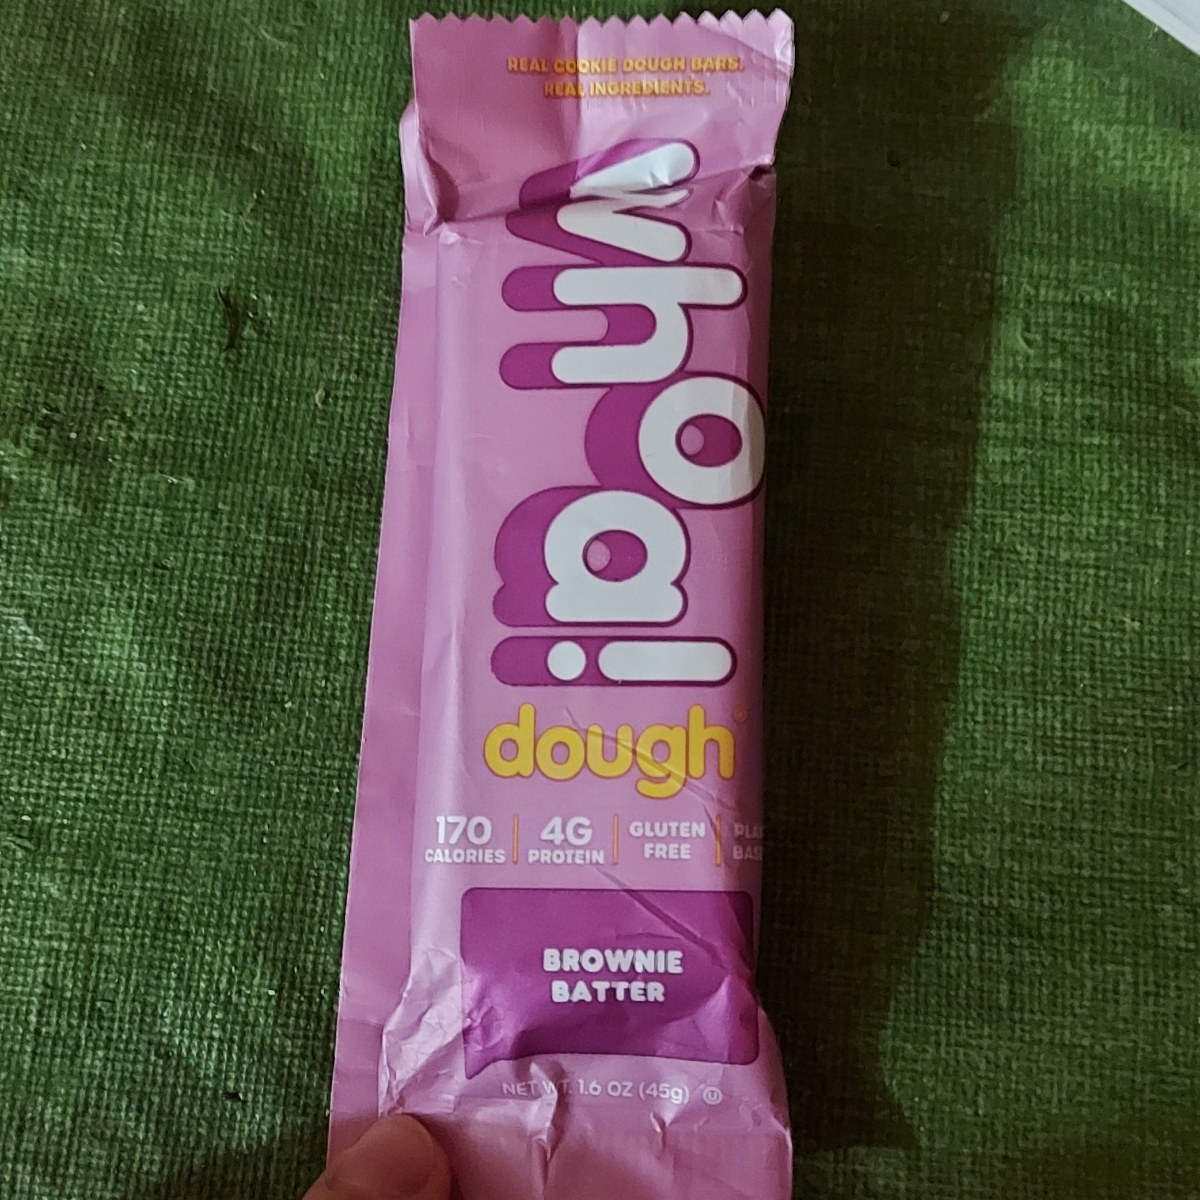 REAL COOKIE DOUGH BARS.
REAL INGREDIENTS.
whoa!
dough®
170 CALORIES | 4G PROTEIN | GLUTEN FREE
BROWNIE
BATTER
NET WT. 1.6 OZ (45g) Ⓤ